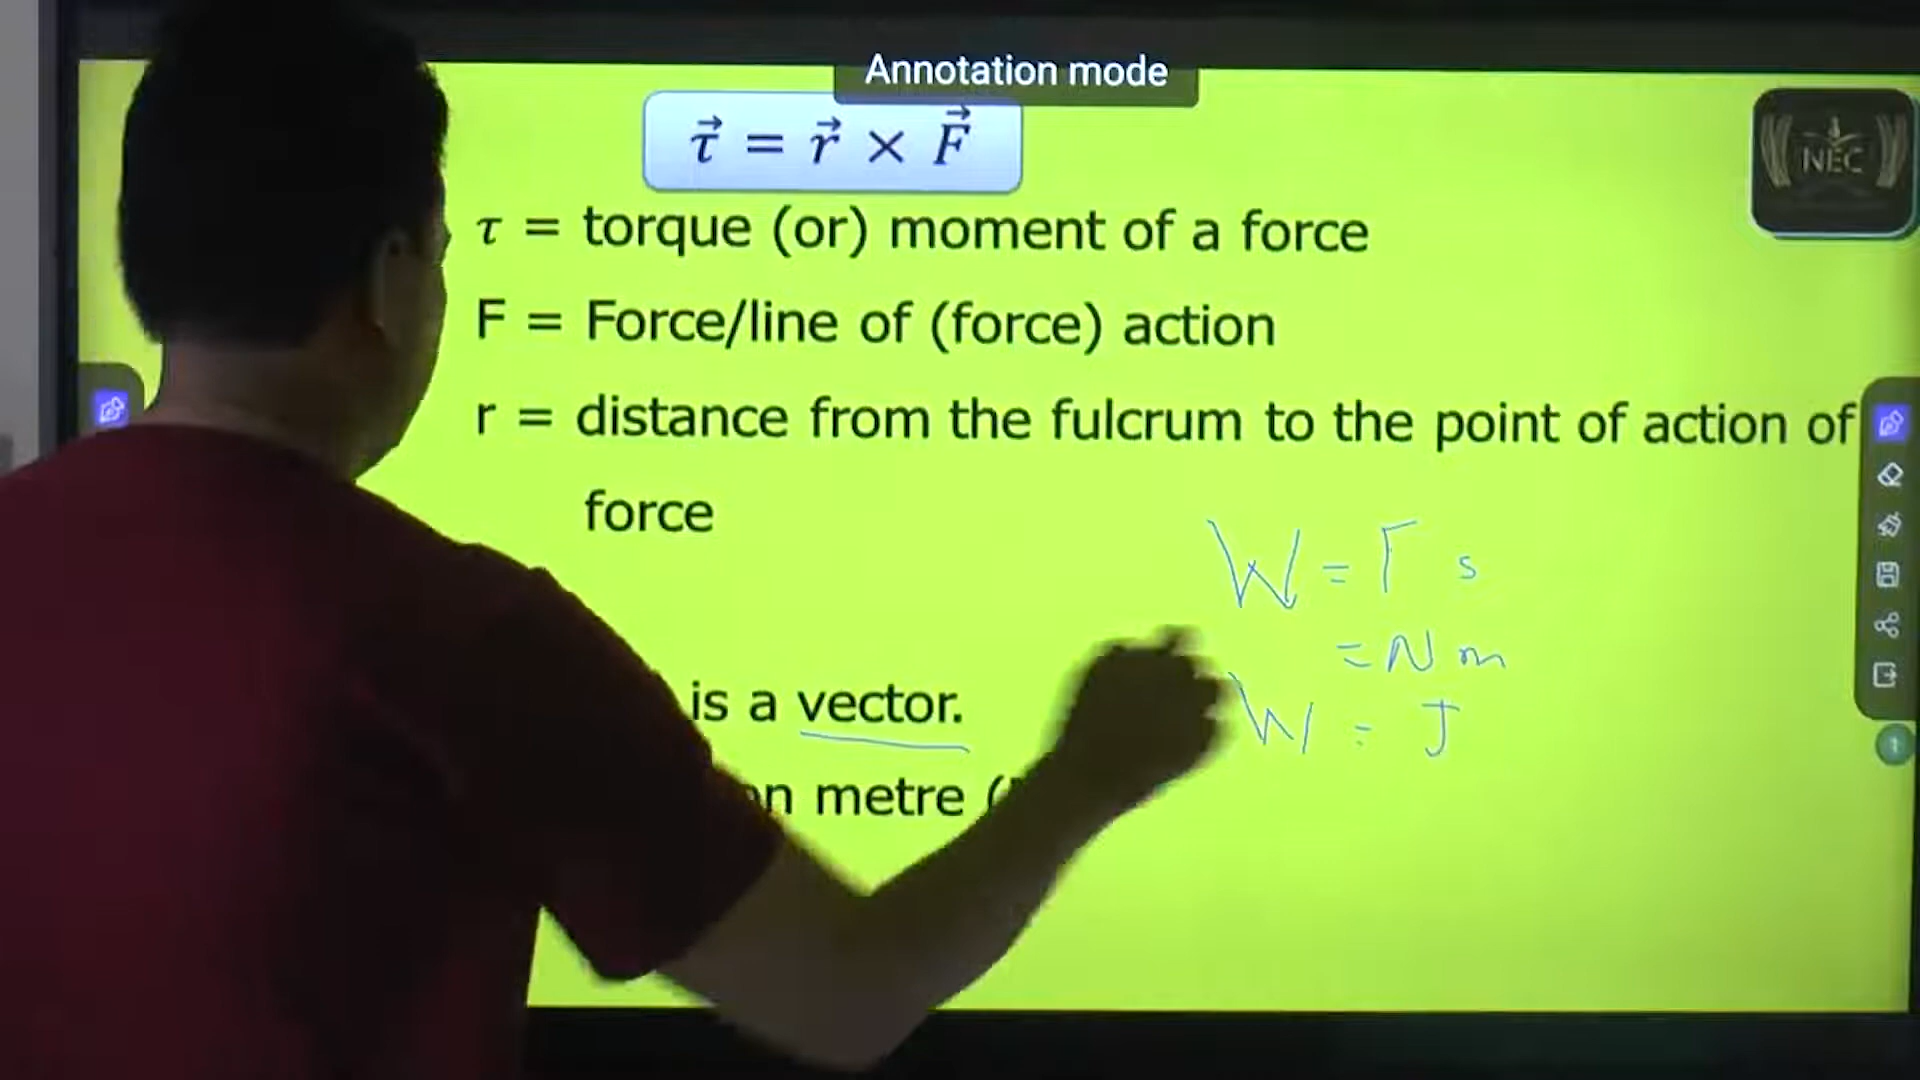 Annotation mode
τ⃗ = r⃗ × F⃗
NEC
τ = torque (or) moment of a force
F = Force/line of (force) action
r = distance from the fulcrum to the point of action of
force
W = F s
= N m
is a vector.
W = J
metre (